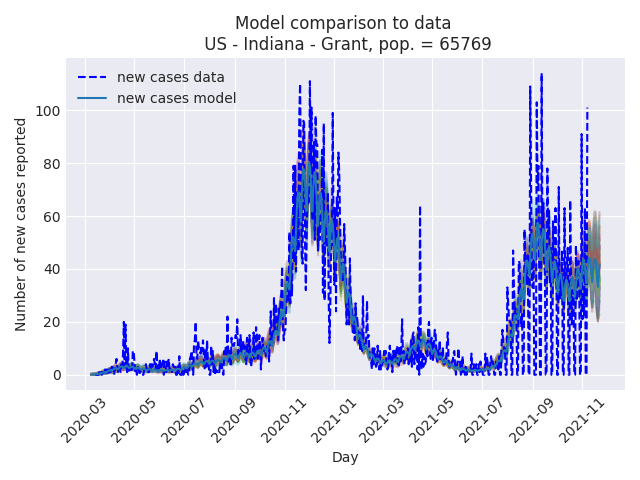 Model comparison to data
US - Indiana - Grant, pop. = 65769
new cases data
new cases model
Number of new cases reported
100
80
60
40
20
0
2020-03
2020-05
2020-07
2020-09
2020-11
2021-01
2021-03
2021-05
2021-07
2021-09
2021-11
Day